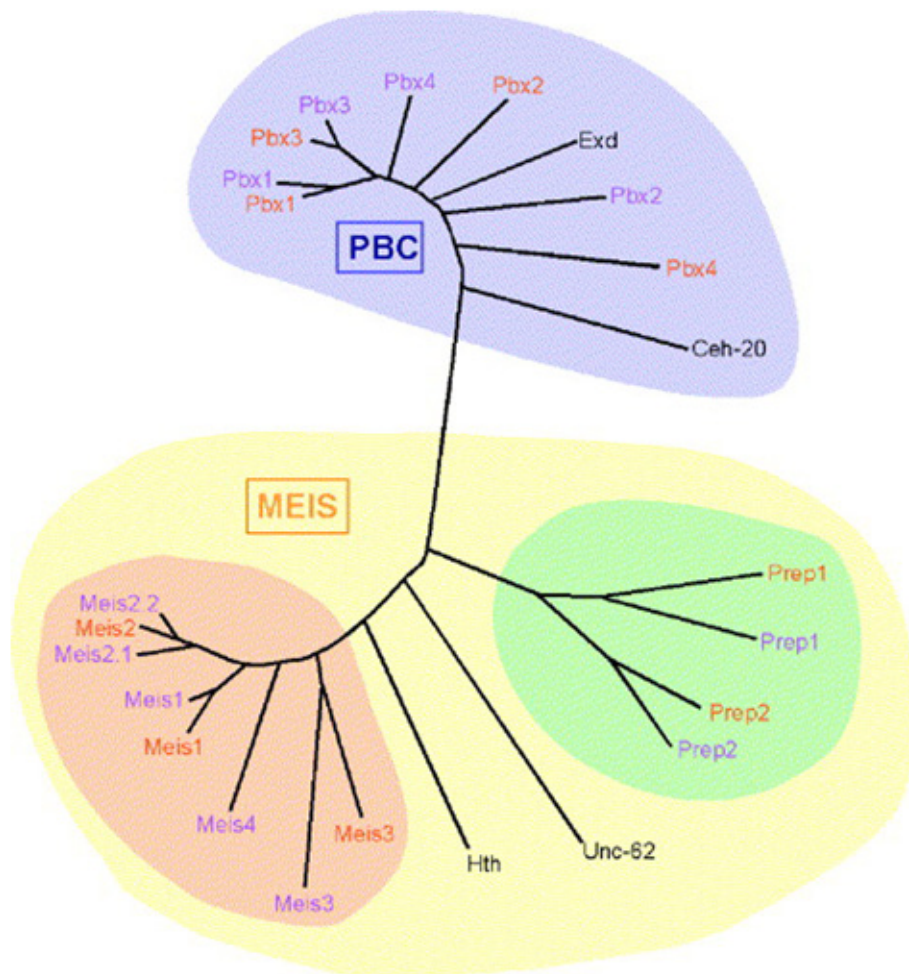 Pbx4
Pbx2
Pbx3
Pbx3
Exd
Pbx1
Pbx2
Pbx1
PBC
Pbx4
Ceh-20
MEIS
Prep1
Meis2.2
Meis2
Prep1
Meis2.1
Meis1
Prep2
Meis1
Prep2
Meis4
Meis3
Hth
Unc-62
Meis3